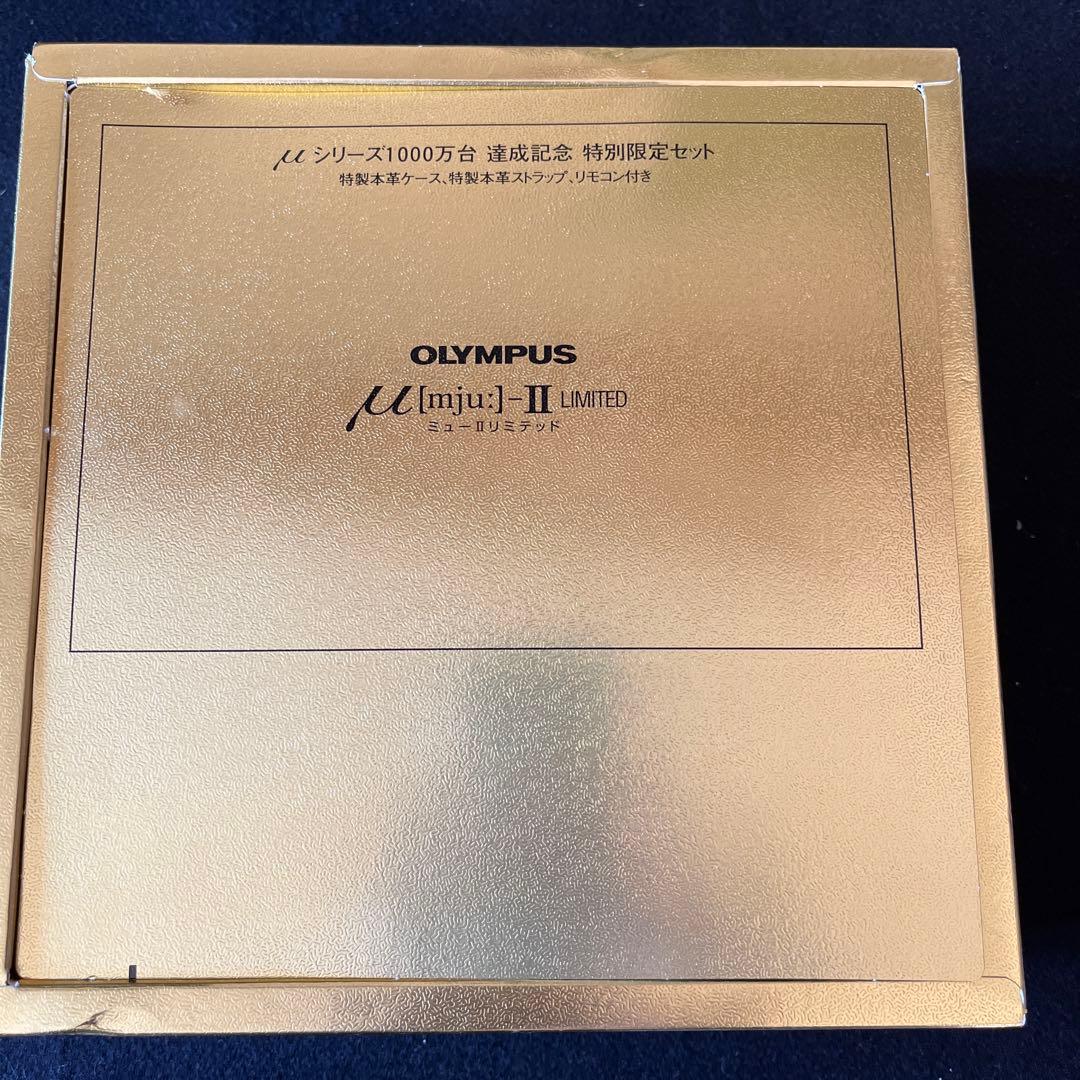 μシリーズ1000万台 達成記念 特別限定セット
特製本革ケース、特製本革ストラップ、リモコン付き
OLYMPUS
μ[mju:]-II LIMITED
ミューIIリミテッド